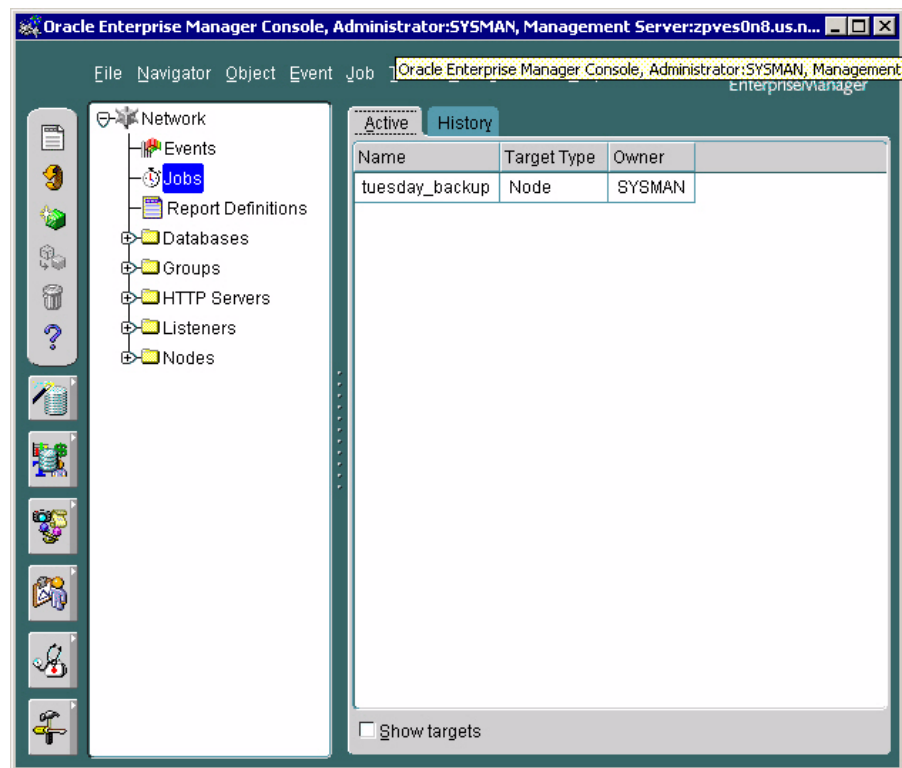 Oracle Enterprise Manager Console, Administrator:SYSMAN, Management Server:zpves0n8.us.n...
File Navigator Object Event Job
Oracle Enterprise Manager Console, Administrator:SYSMAN, Management
EnterpriseManager
Network
Events
Jobs
Report Definitions
Databases
Groups
HTTP Servers
Listeners
Nodes
Active History
Name Target Type Owner
tuesday_backup Node SYSMAN
Show targets